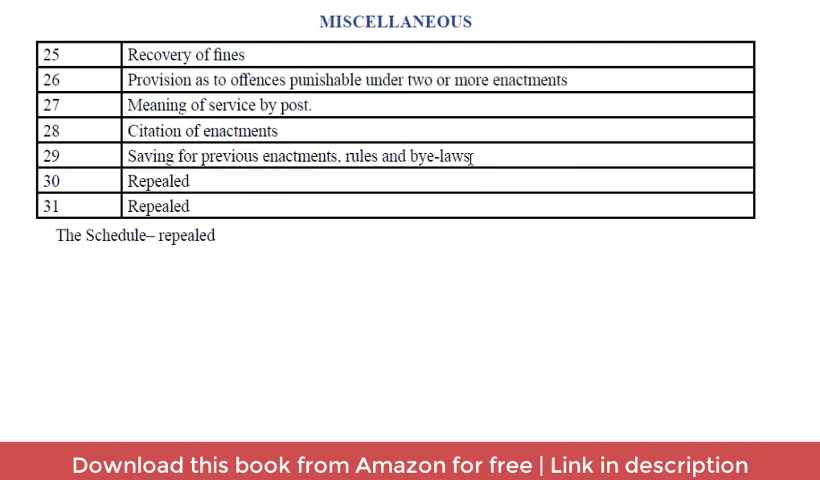 MISCELLANEOUS
25 Recovery of fines
26 Provision as to offences punishable under two or more enactments
27 Meaning of service by post.
28 Citation of enactments
29 Saving for previous enactments, rules and bye-laws
30 Repealed
31 Repealed
The Schedule– repealed
Download this book from Amazon for free | Link in description